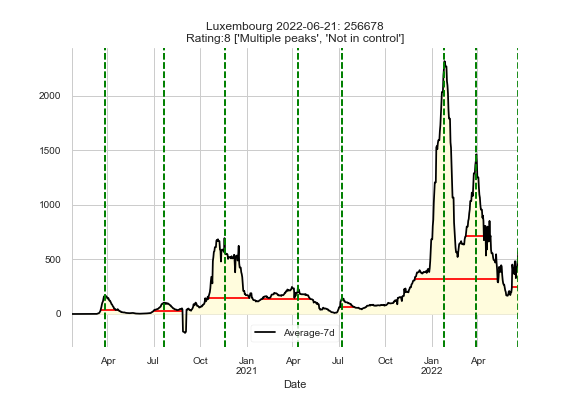 Luxembourg 2022-06-21: 256678
Rating:8 ['Multiple peaks', 'Not in control']
2000
1500
1000
500
0
Average-7d
Apr Jul Oct Jan Apr Jul Oct Jan Apr
2021 2022
Date